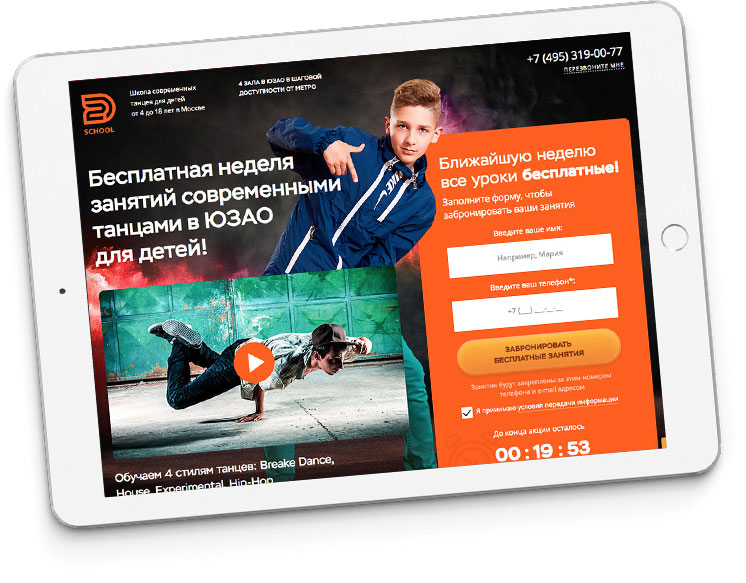 SCHOOL
Школа современных
танцев для детей
от 4 до 18 лет в Москве
4 ЗАЛА В ЮЗАО В ШАГОВОЙ
ДОСТУПНОСТИ ОТ МЕТРО
+7 (495) 319-00-77
ПЕРЕЗВОНИТЕ МНЕ
Бесплатная неделя
занятий современными
танцами в ЮЗАО
для детей!
Обучаем 4 стилям танцев: Breake Dance,
House, Experimental, Hip-Hop
Ближайшую неделю
все уроки бесплатные!
Заполните форму, чтобы
забронировать ваши занятия
Введите ваше имя:
Например, Мария
Введите ваш телефон*:
+7 (__) __-__-__
ЗАБРОНИРОВАТЬ
БЕСПЛАТНЫЕ ЗАНЯТИЯ
Занятия будут закреплены за этим номером
телефона и e-mail адресом
Я принимаю условия передачи информации
До конца акции осталось
00 : 19 : 53